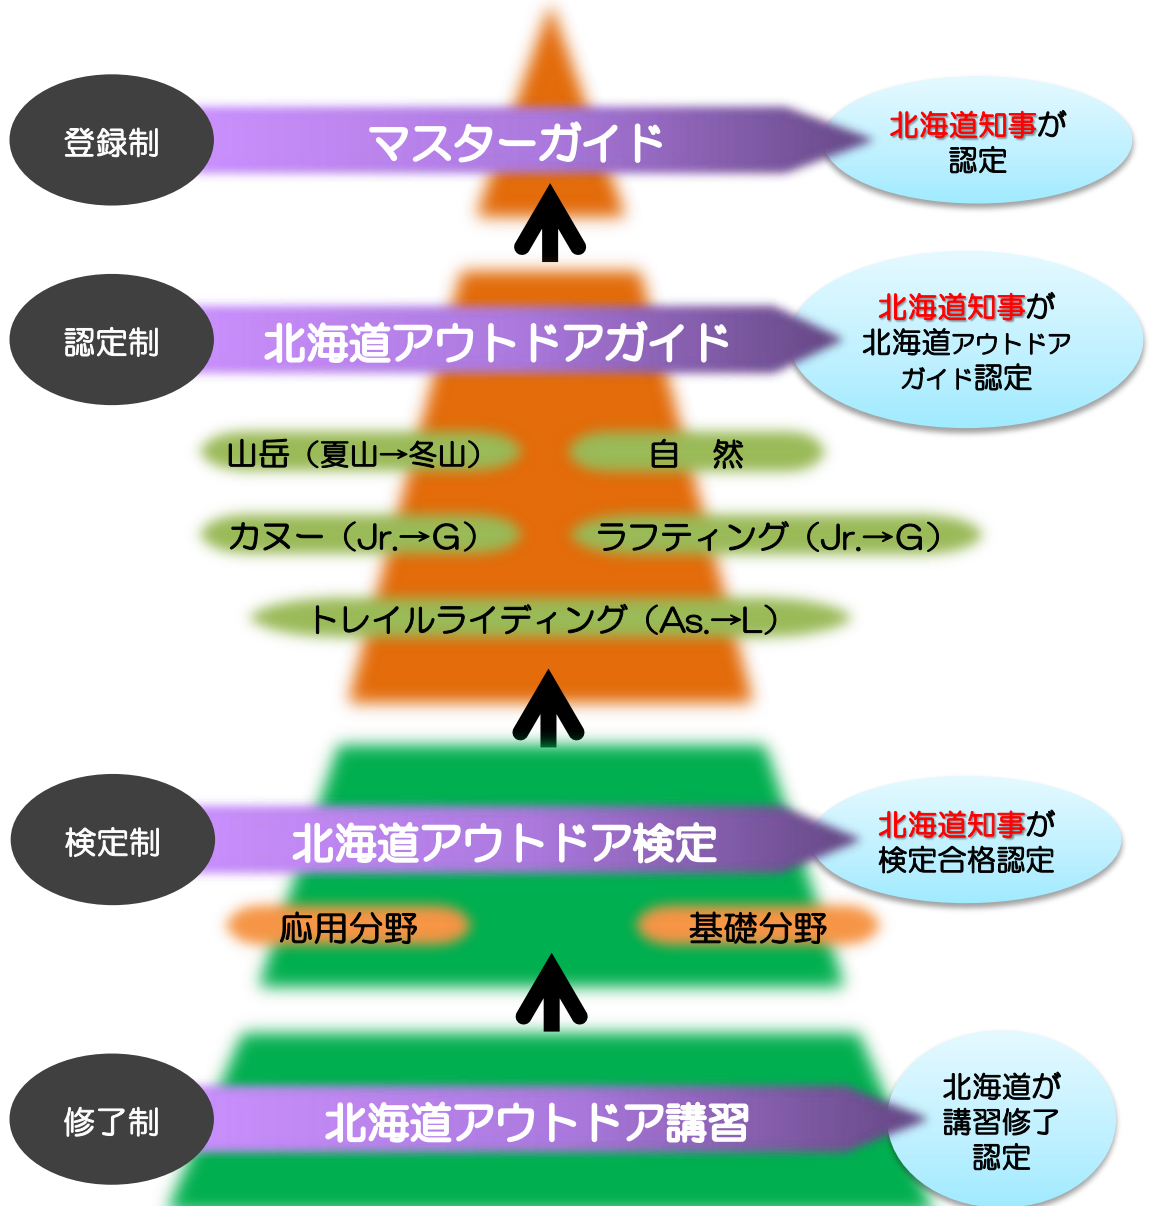 登録制
マスターガイド
北海道知事が
認定
認定制
北海道アウトドアガイド
北海道知事が
北海道アウトドア
ガイド認定
山岳（夏山→冬山）
自　然
カヌー（Jr.→G）
ラフティング（Jr.→G）
トレイルライディング（As.→L）
検定制
北海道アウトドア検定
北海道知事が
検定合格認定
応用分野
基礎分野
修了制
北海道アウトドア講習
北海道が
講習修了
認定